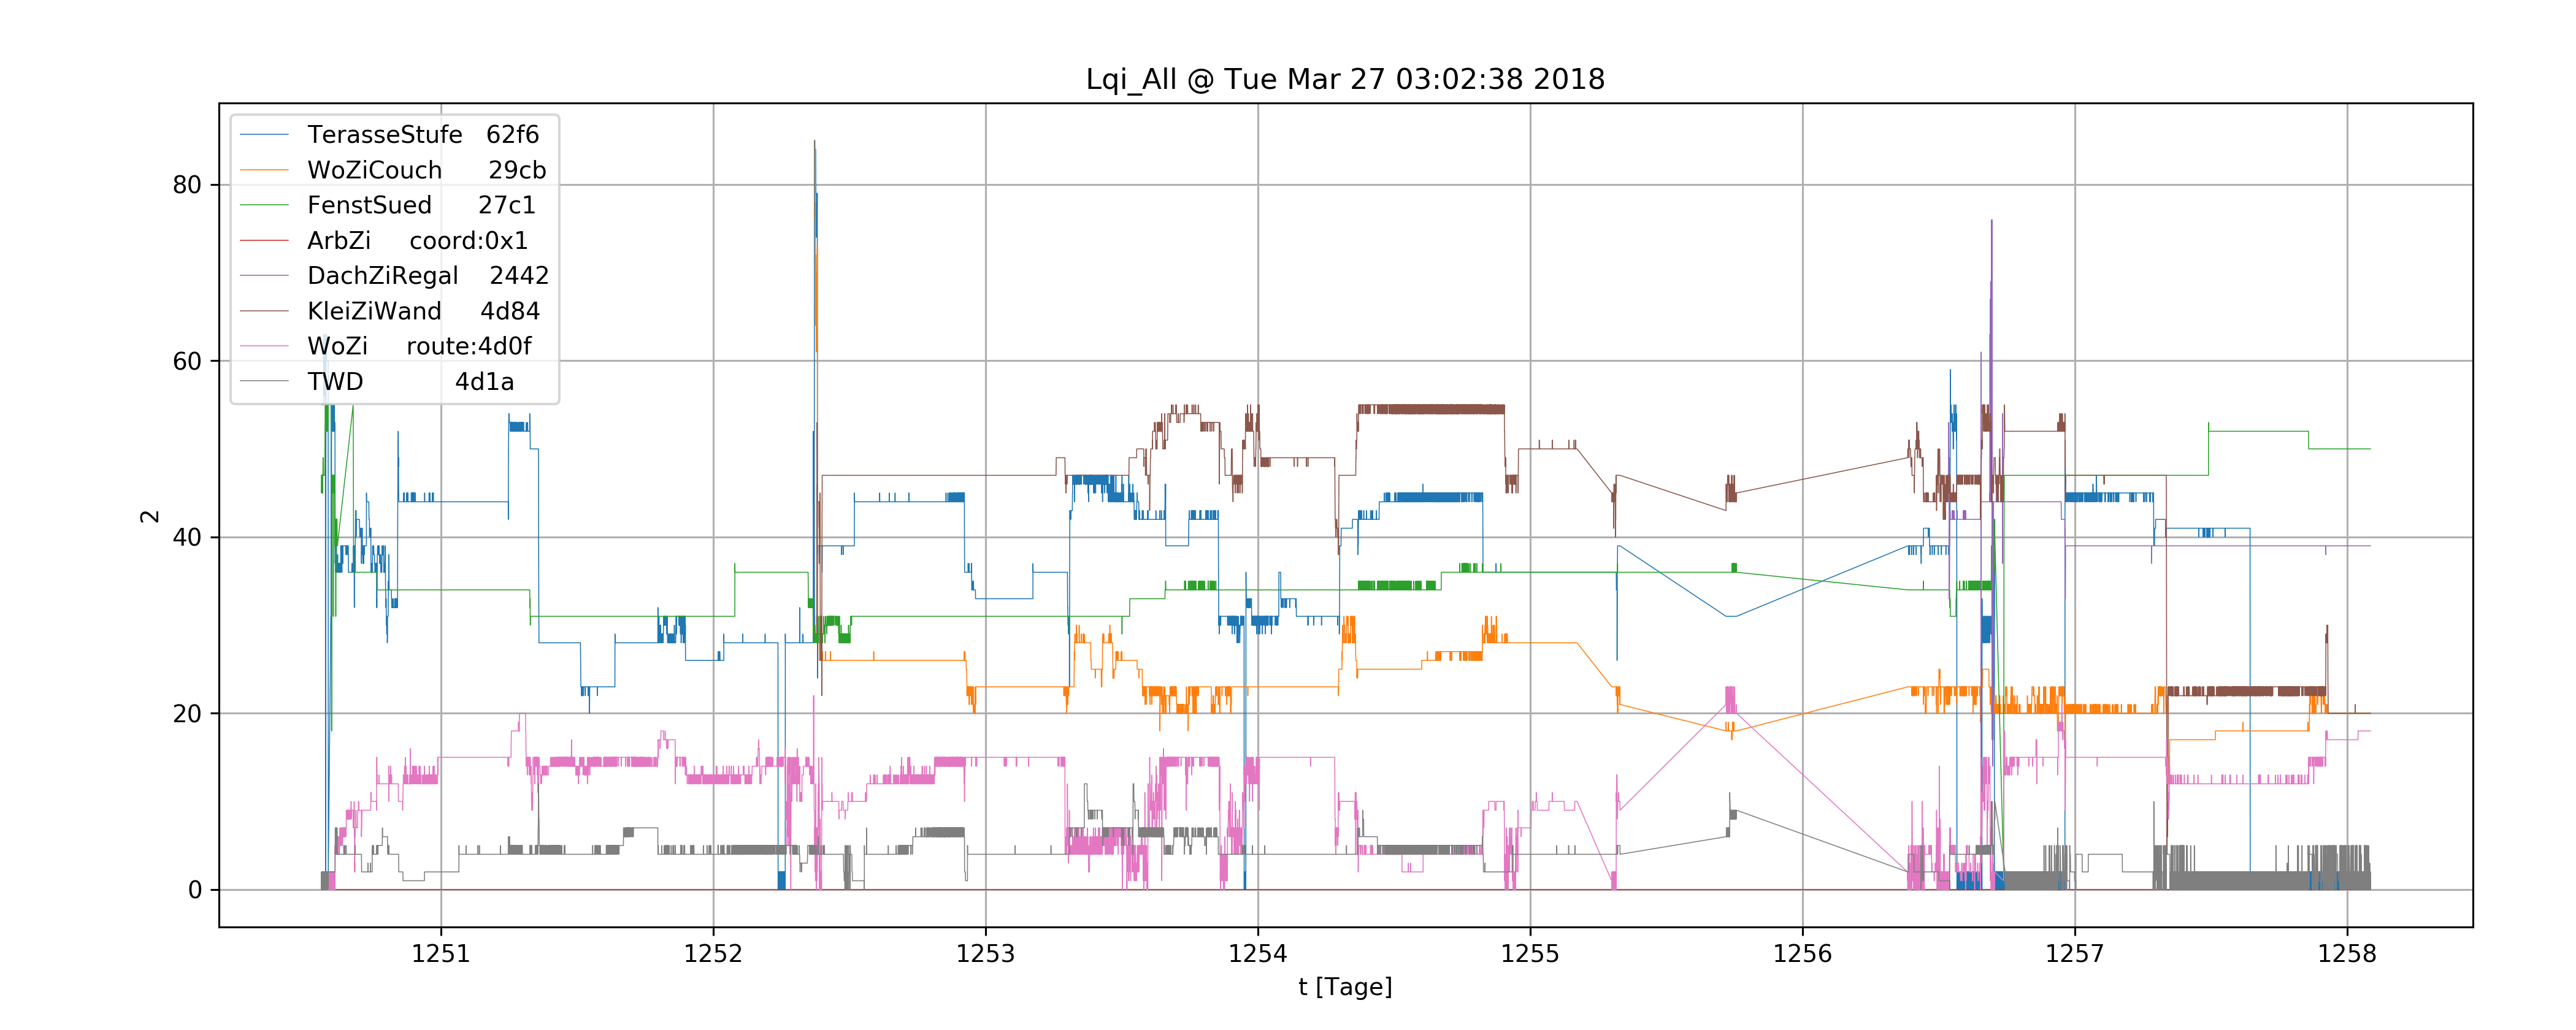 Lqi_All @ Tue Mar 27 03:02:38 2018
TerasseStufe 62f6
WoZiCouch 29cb
FenstSued 27c1
ArbZi coord:0x1
DachZiRegal 2442
KleiZiWand 4d84
WoZi route:4d0f
TWD 4d1a
80
60
40
20
0
2
1251 1252 1253 1254 1255 1256 1257 1258
t [Tage]